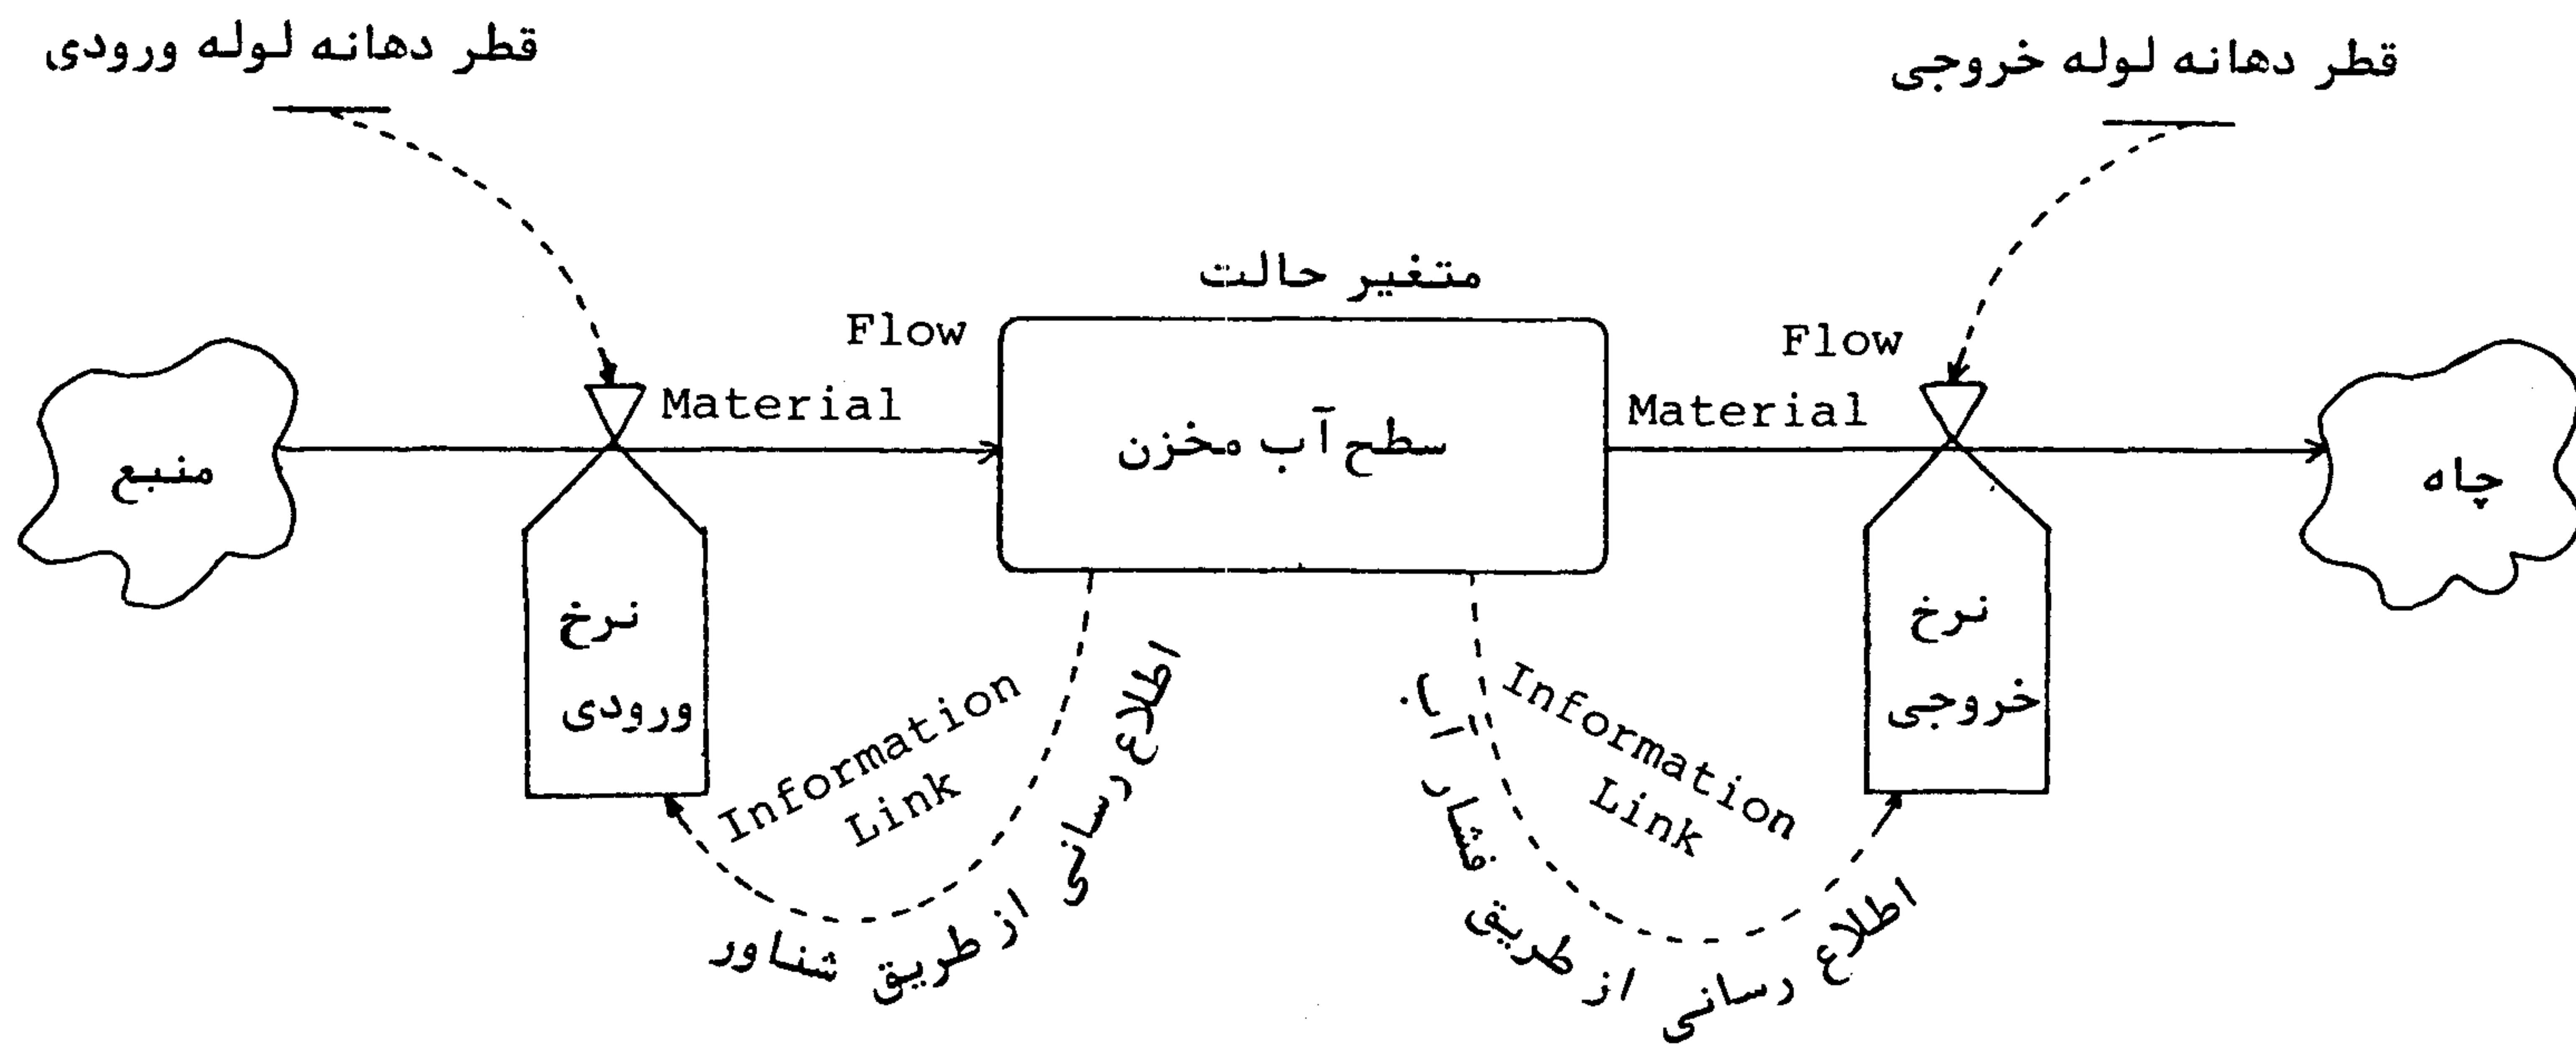 قطر دهانه لوله ورودی
قطر دهانه لوله خروجی
متغیر حالت
Flow
Flow
Material
Material
منبع
سطح آب مخزن
چاه
نرخ
ورودی
نرخ
خروجی
Information
Link
اطلاع رسانی از طریق شناور
Information
Link
اطلاع رسانی از طریق فشار آب